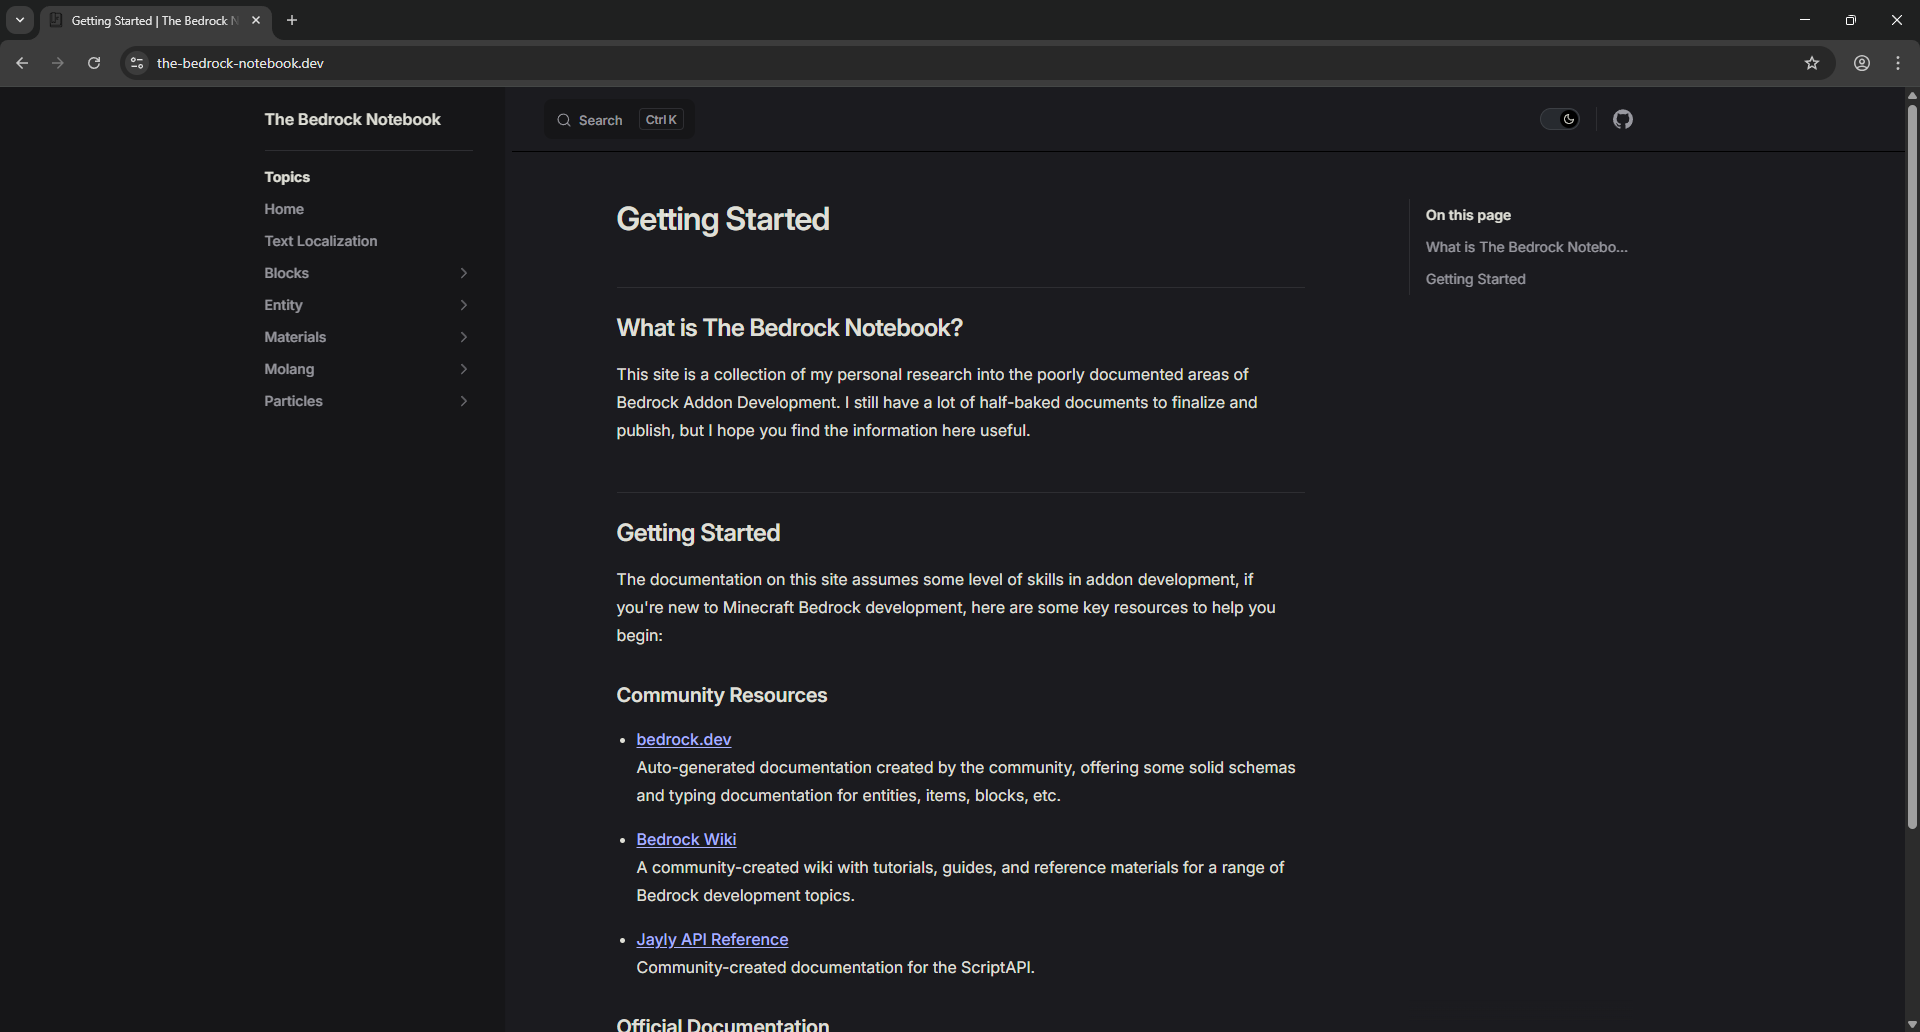 Getting Started | The Bedrock N
the-bedrock-notebook.dev
The Bedrock Notebook
Search Ctrl K
Topics
Home
Text Localization
Blocks
Entity
Materials
Molang
Particles
Getting Started
What is The Bedrock Notebook?
This site is a collection of my personal research into the poorly documented areas of
Bedrock Addon Development. I still have a lot of half-baked documents to finalize and
publish, but I hope you find the information here useful.
Getting Started
The documentation on this site assumes some level of skills in addon development, if
you're new to Minecraft Bedrock development, here are some key resources to help you
begin:
Community Resources
bedrock.dev
Auto-generated documentation created by the community, offering some solid schemas
and typing documentation for entities, items, blocks, etc.
Bedrock Wiki
A community-created wiki with tutorials, guides, and reference materials for a range of
Bedrock development topics.
Jayly API Reference
Community-created documentation for the ScriptAPI.
Official Documentation
On this page
What is The Bedrock Notebo...
Getting Started